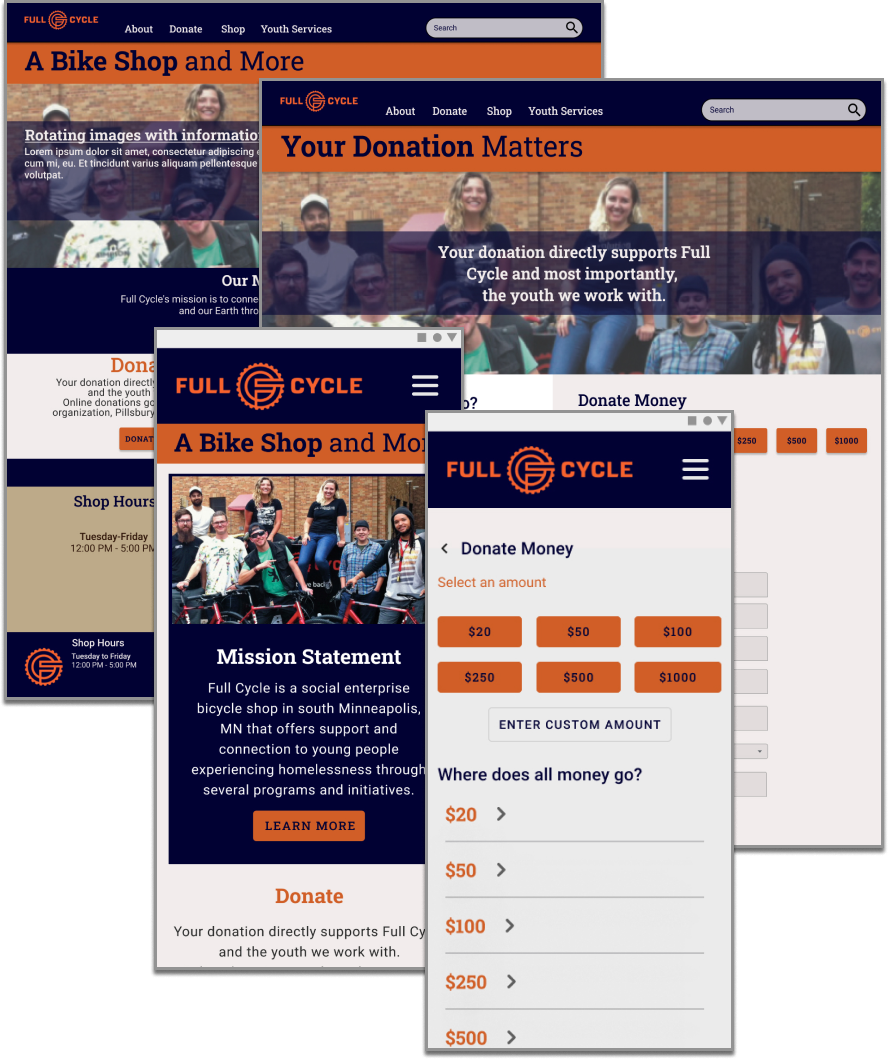 FULL CYCLE
About Donate Shop Youth Services
Search
A Bike Shop and More
Rotating images with informatio
Lorem ipsum dolor sit amet, consectetur adipiscing
cum mi, eu. Et tincidunt varius aliquam pellentesque
volutpat.
Our
Full Cycle's mission is to conne
and our Earth thro
Dona
Your donation directly
and the youth
Online donations go
organization, Pillsbury
DONAT
Shop Hours
Tuesday-Friday
12:00 PM - 5:00 PM
Shop Hours
Tuesday to Friday
12:00 PM - 5:00 PM
FULL CYCLE
About Donate Shop Youth Services
Search
Your Donation Matters
Your donation directly supports Full
Cycle and most importantly,
the youth we work with.
o?
Donate Money
$250 $500 $1000
FULL CYCLE
A Bike Shop and Mo
Mission Statement
Full Cycle is a social enterprise
bicycle shop in south Minneapolis,
MN that offers support and
connection to young people
experiencing homelessness through
several programs and initiatives.
LEARN MORE
Donate
Your donation directly supports Full Cy
and the youth we work with.
FULL CYCLE
Donate Money
Select an amount
$20 $50 $100
$250 $500 $1000
ENTER CUSTOM AMOUNT
Where does all money go?
$20
$50
$100
$250
$500